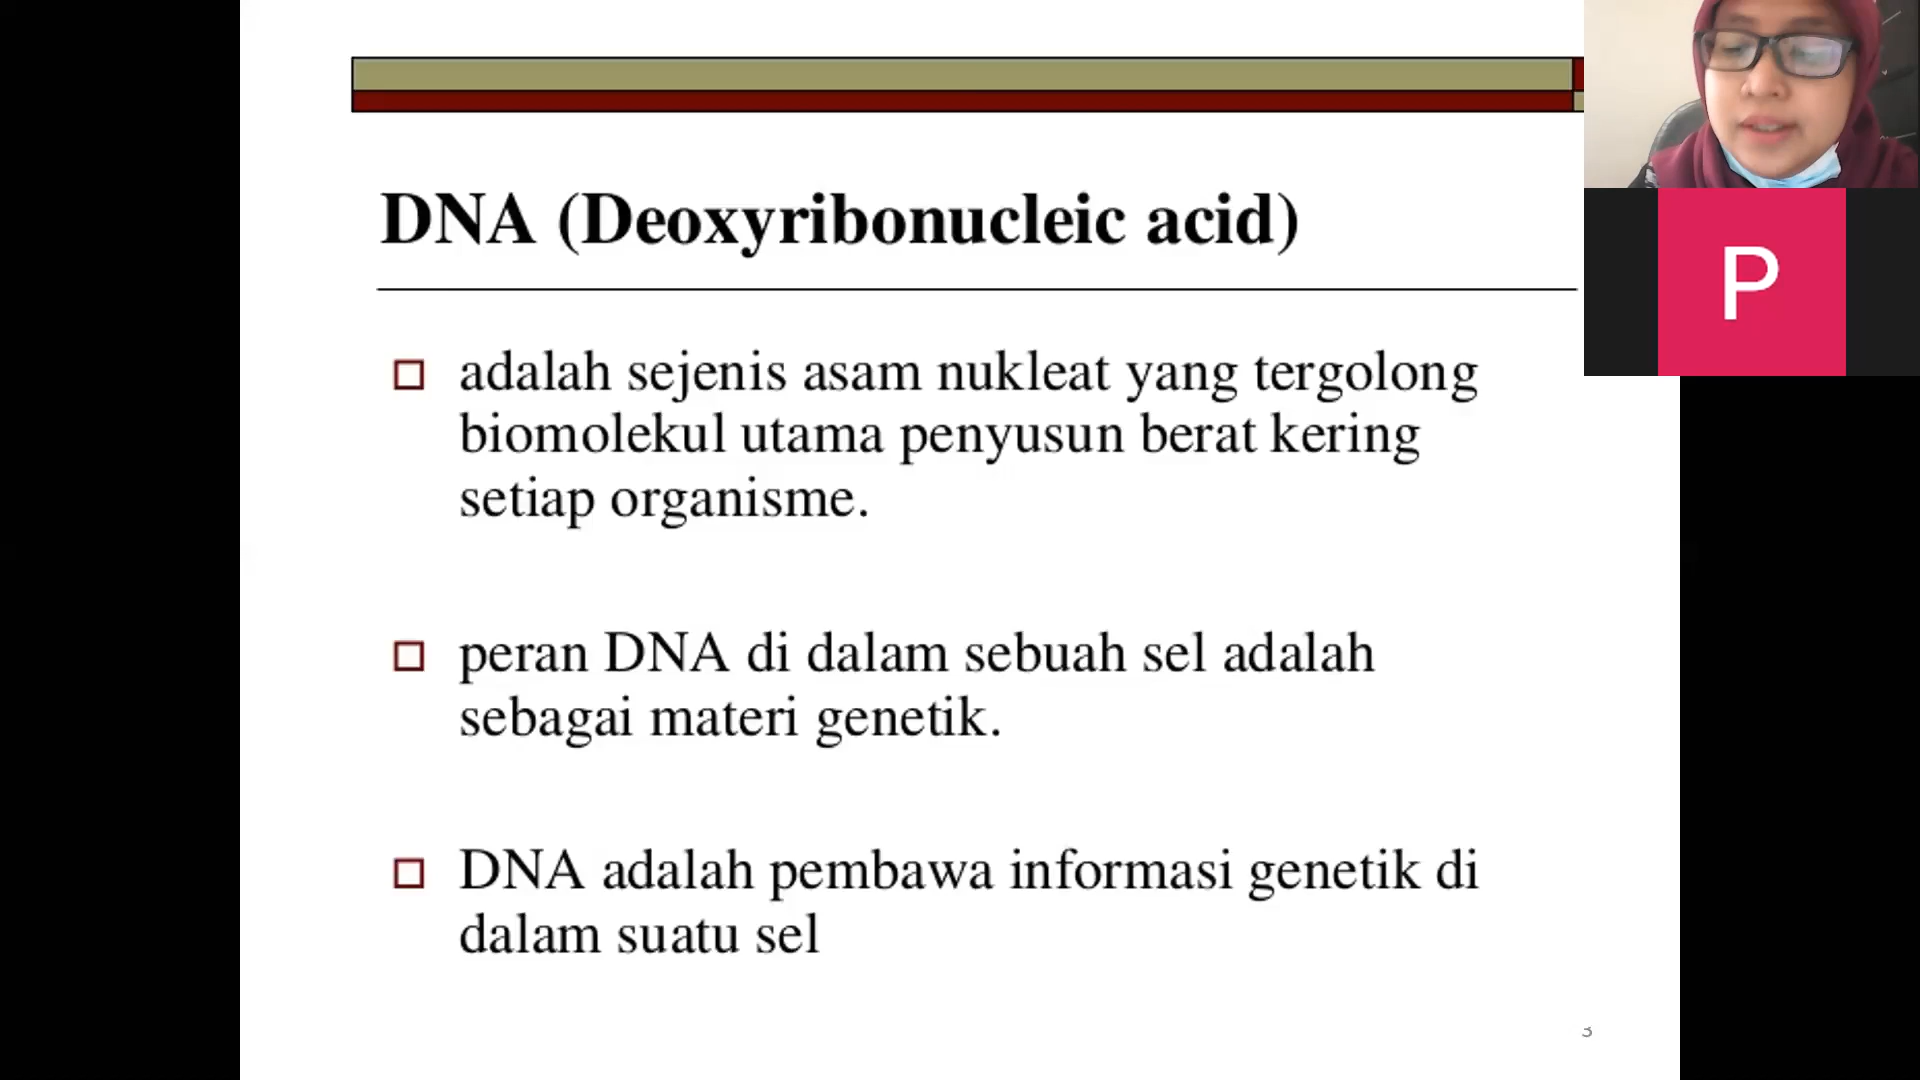 DNA (Deoxyribonucleic acid)
adalah sejenis asam nukleat yang tergolong
biomolekul utama penyusun berat kering
setiap organisme.
peran DNA di dalam sebuah sel adalah
sebagai materi genetik.
DNA adalah pembawa informasi genetik di
dalam suatu sel
P
3